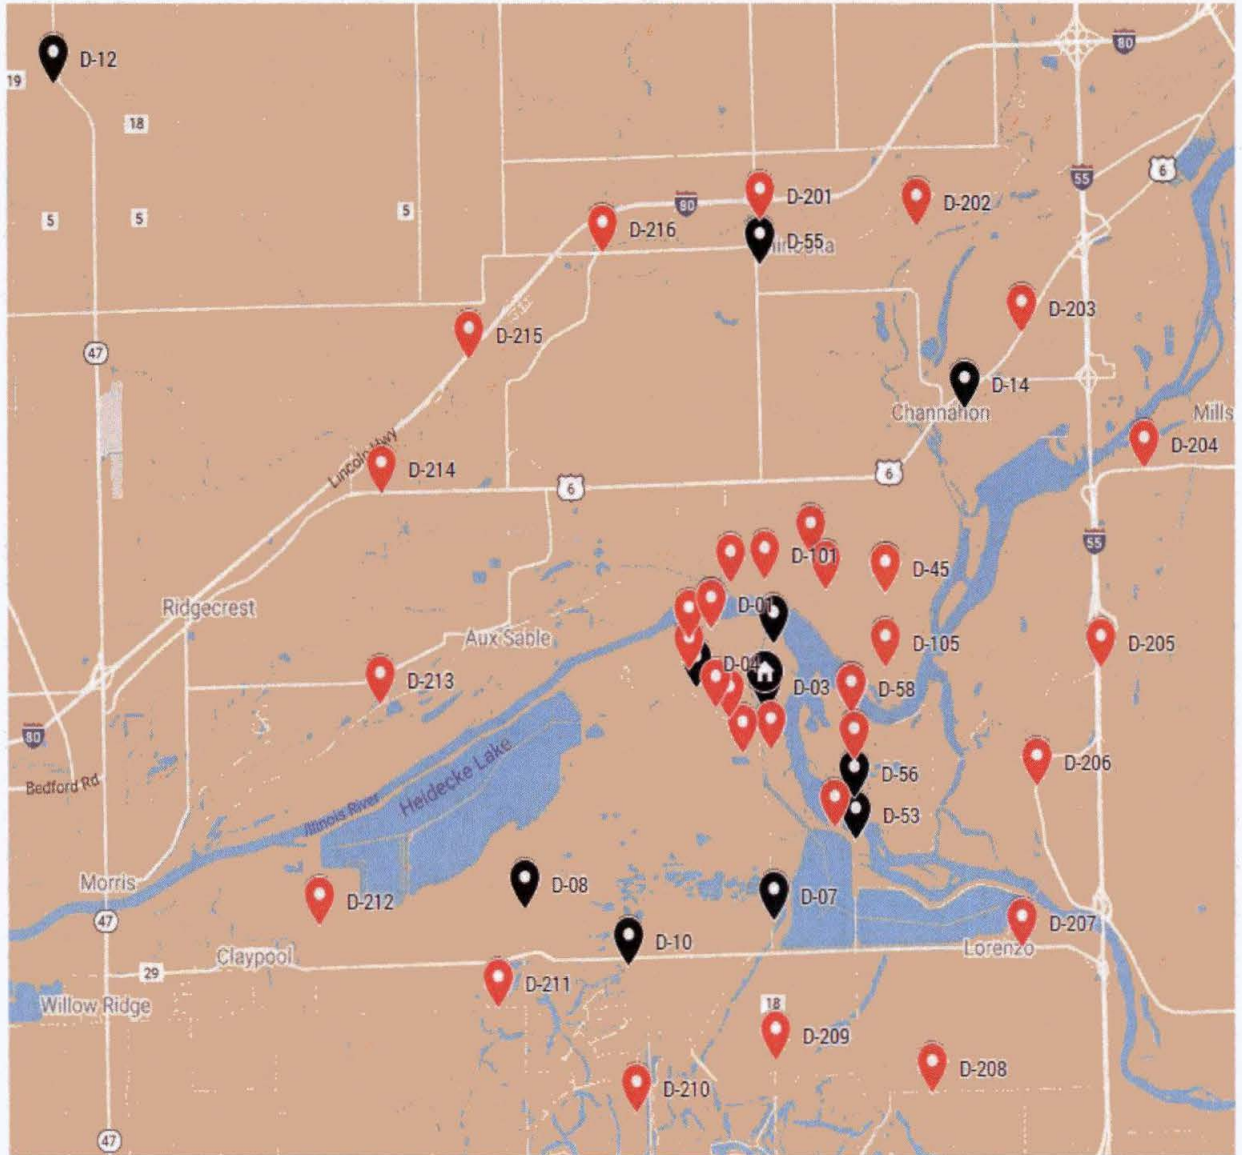 80
D-12
19
18
6
55
D-201
D-202
5
5
5
80
D-216
D-55
D-203
D-215
47
D-14
Channahon
Mills
D-204
Lincoln Hwy
D-214
6
6
55
D-101
D-45
Ridgecrest
D-01
Aux Sable
D-105
D-205
D-04
D-213
D-03
D-58
80
Heidecke Lake
D-206
D-56
Bedford Rd
Illinois River
D-53
Morris
D-08
D-07
D-212
47
D-207
D-10
Lorenzo
Claypool
29
D-211
Willow Ridge
18
D-209
D-208
D-210
47